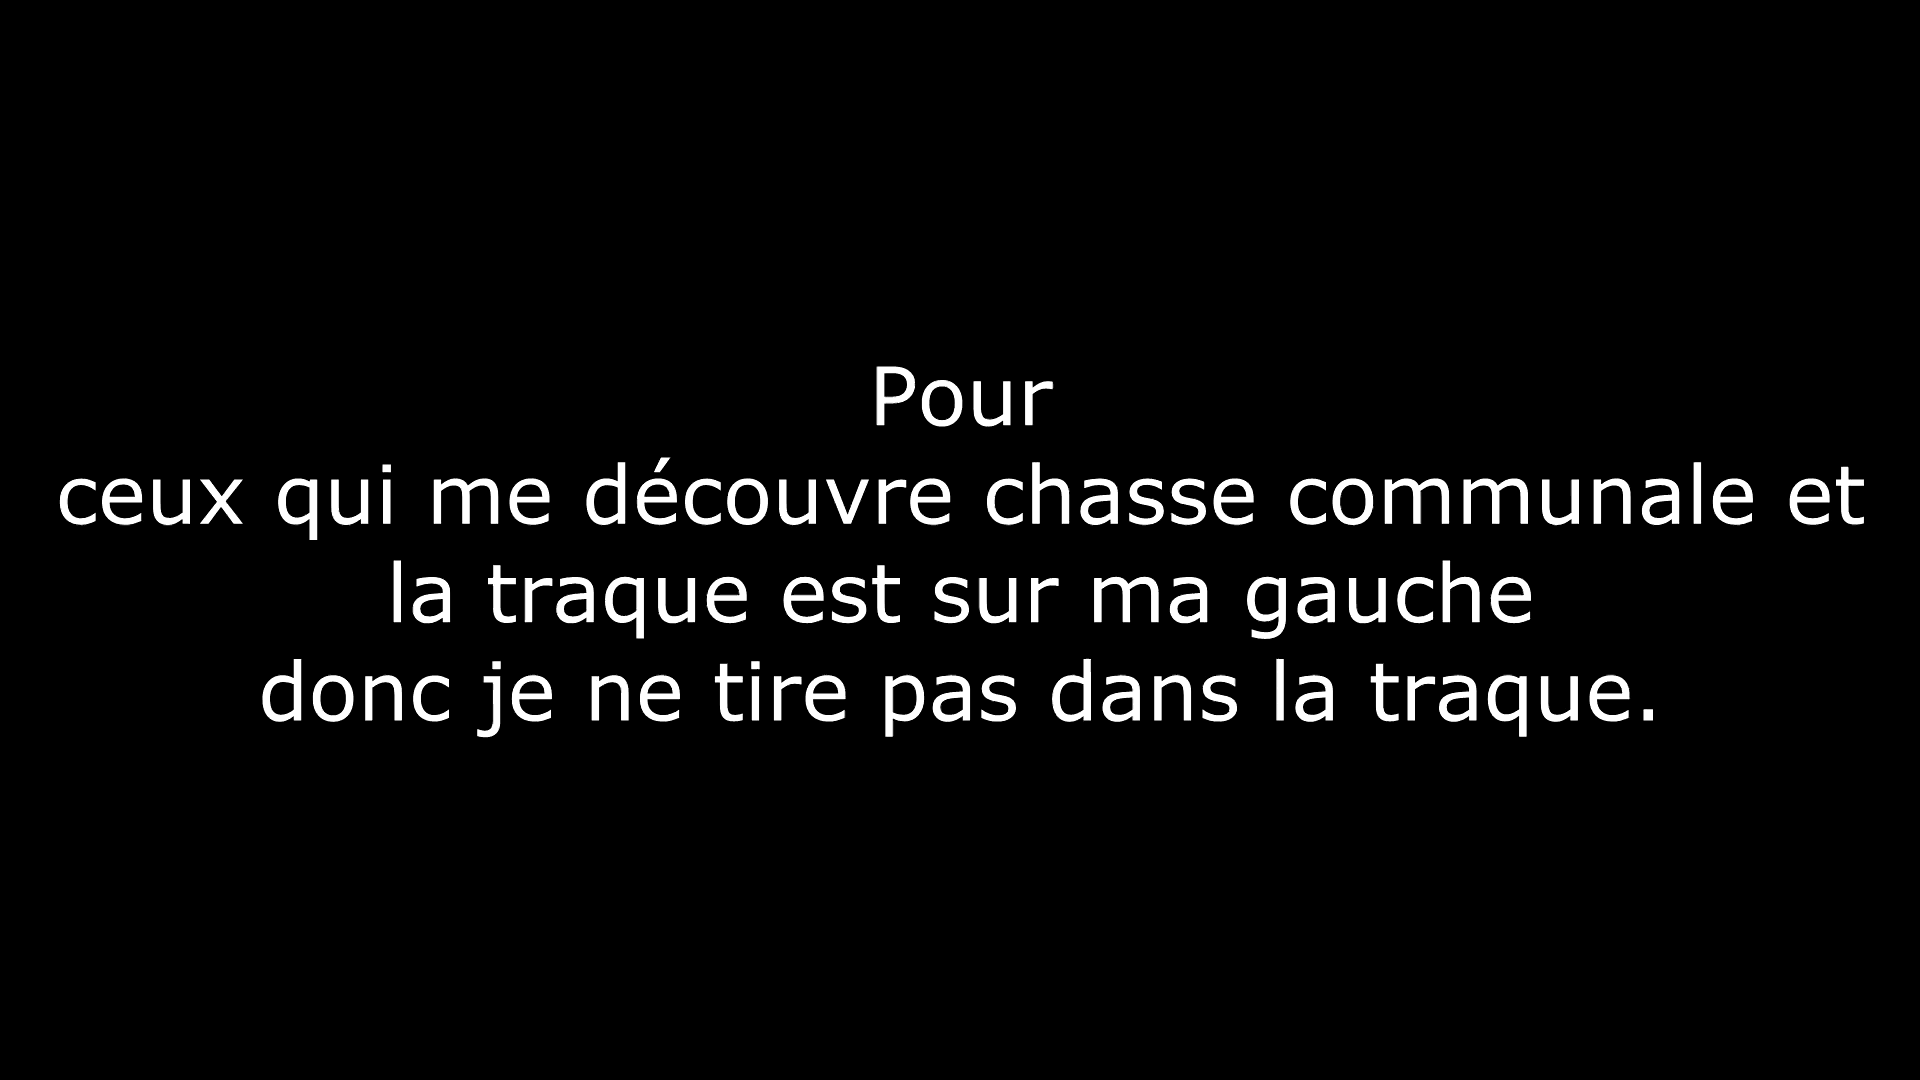 Pour
ceux qui me découvre chasse communale et
la traque est sur ma gauche
donc je ne tire pas dans la traque.